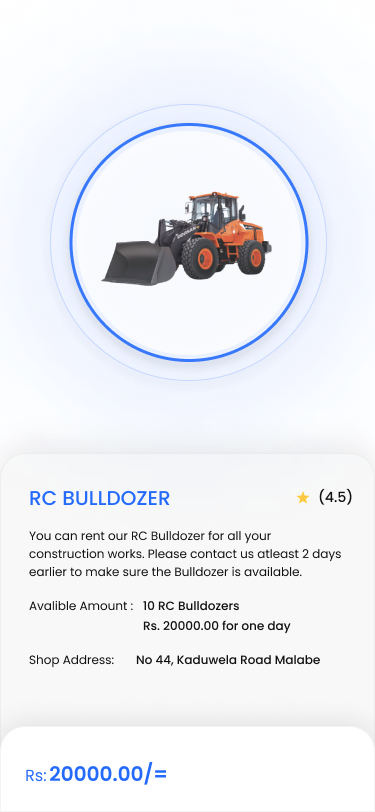 RC BULLDOZER
(4.5)
You can rent our RC Bulldozer for all your
construction works. Please contact us atleast 2 days
earlier to make sure the Bulldozer is available.
Avalible Amount : 10 RC Bulldozers
Rs. 20000.00 for one day
Shop Address: No 44, Kaduwela Road Malabe
Rs: 20000.00/=